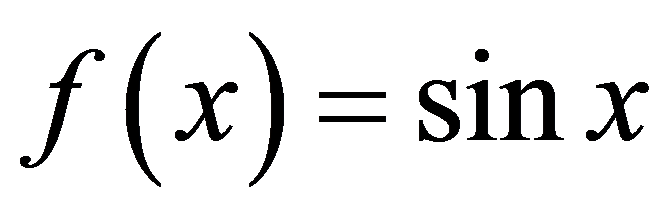 f(x) = sin x